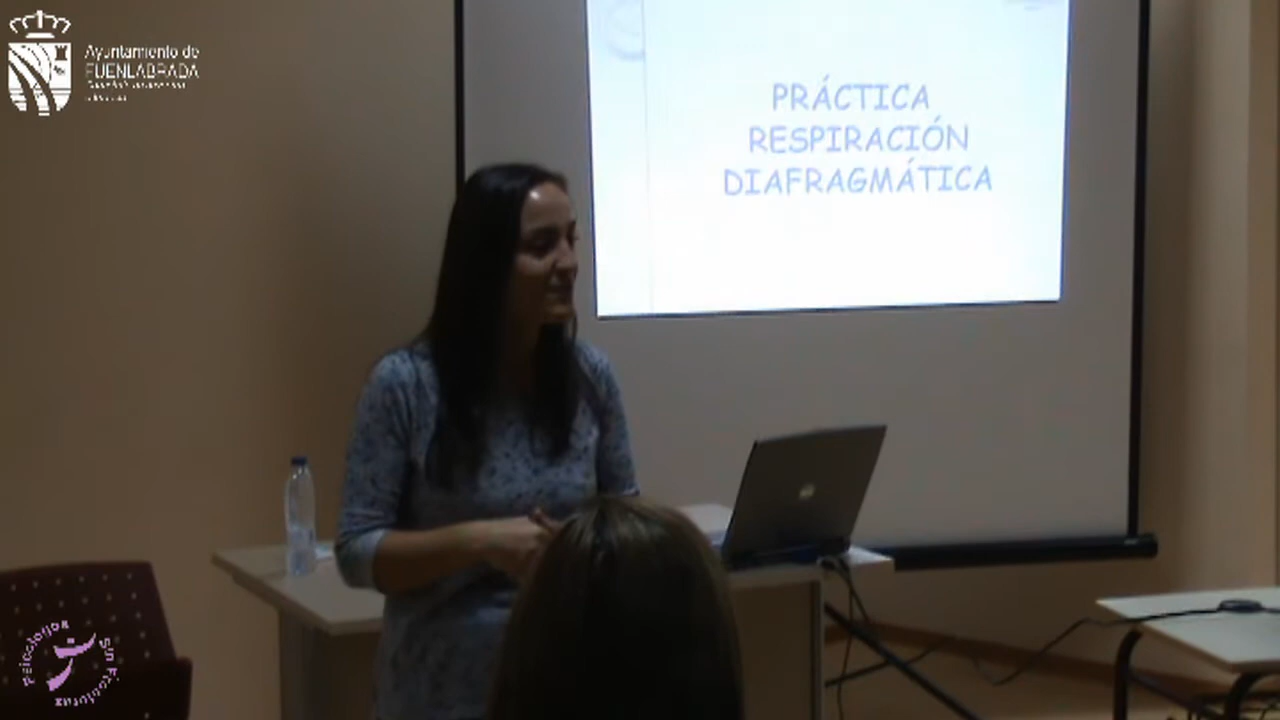 Ayuntamiento de
FUENLABRADA
PRÁCTICA
RESPIRACIÓN
DIAFRAGMÁTICA
Psicólogos Sin Fronteras